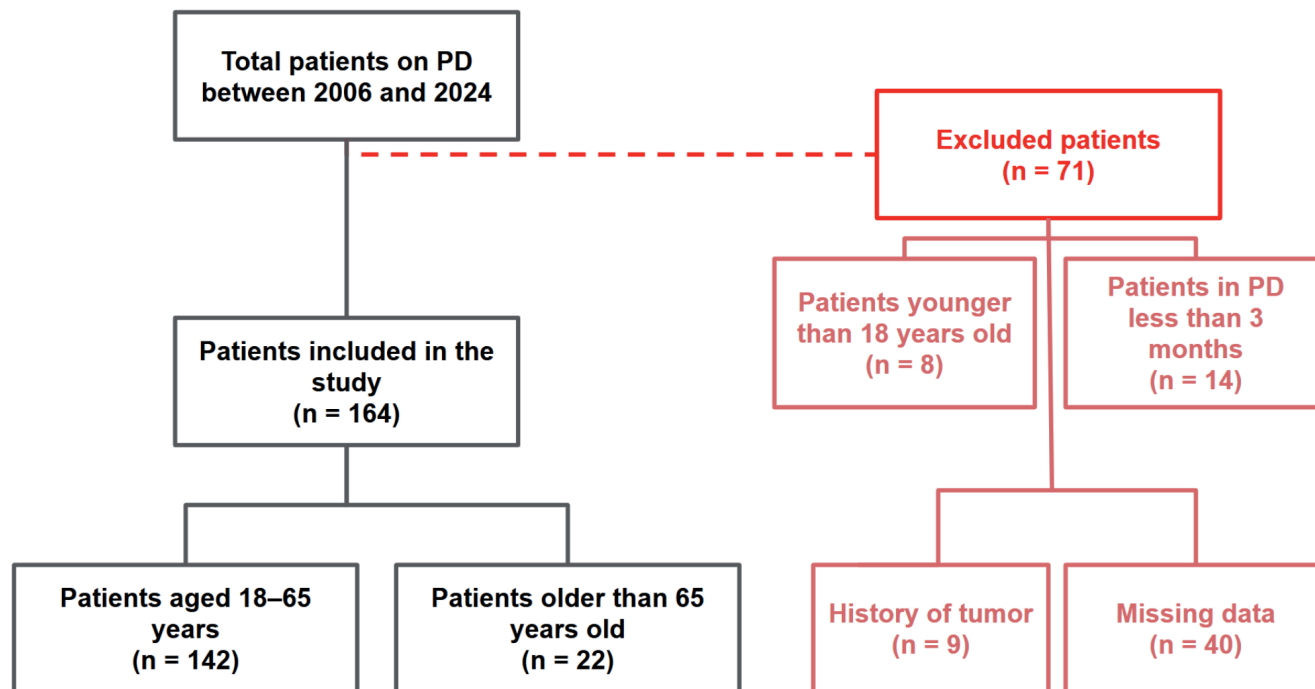 Total patients on PD
between 2006 and 2024
Excluded patients
(n = 71)
Patients younger
than 18 years old
(n = 8)
Patients in PD
less than 3
months
(n = 14)
Patients included in the
study
(n = 164)
Patients aged 18–65
years
(n = 142)
Patients older than 65
years old
(n = 22)
History of tumor
(n = 9)
Missing data
(n = 40)